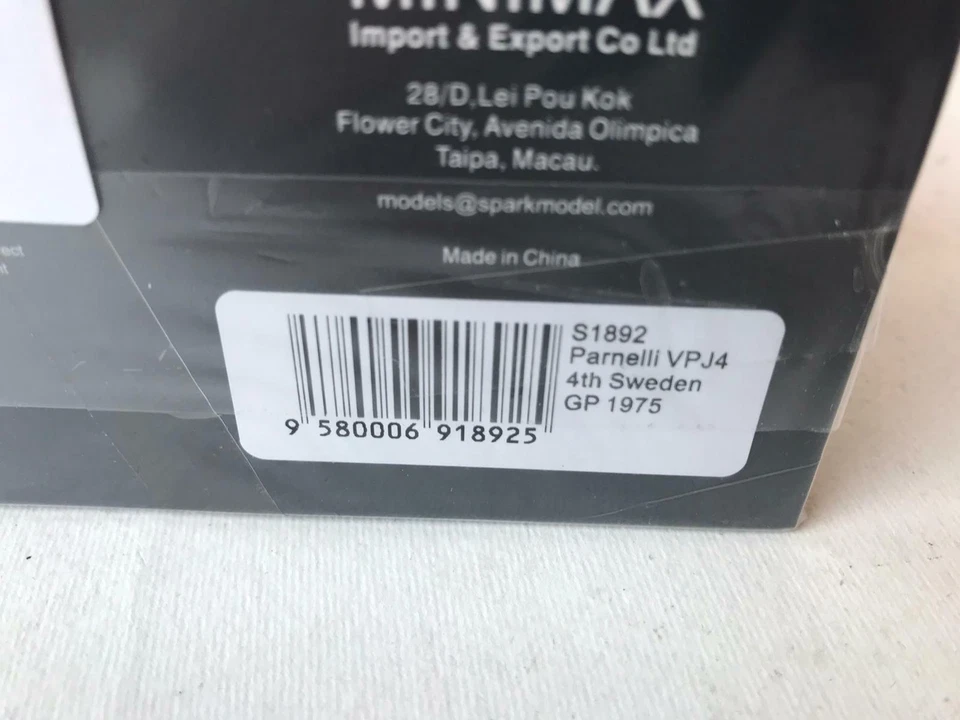 MINIMAX
Import & Export Co Ltd
28/D,Lei Pou Kok
Flower City, Avenida Olimpica
Taipa, Macau.
models@sparkmodel.com
Made in China
S1892
Parnelli VPJ4
4th Sweden
GP 1975
9 580006 918925